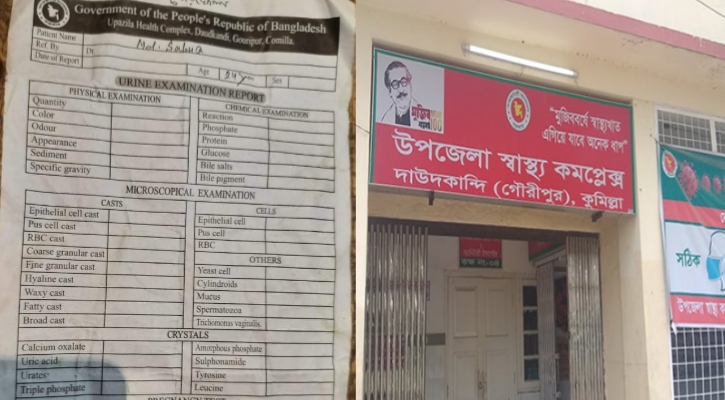 Government of the People's Republic of Bangladesh
Upazila Health Complex, Daudkandi, Gouripur, Comilla.
Patient Name
Ref. By Dr.
Date of Report
Age 24 Sex
URINE EXAMINATION REPORT
PHYSICAL EXAMINATION
Quantity
Color
Odour
Appearance
Sediment
Specific gravity
CHEMICAL EXAMINATION
Reaction
Phosphate
Protein
Glucose
Bile salts
Bile pigment
MICROSCOPICAL EXAMINATION
CASTS
Epithelial cell cast
Pus cell cast
RBC cast
Coarse granular cast
Fine granular cast
Hyaline cast
Waxy cast
Fatty cast
Broad cast
CELLS
Epithelial cell
Pus cell
RBC
OTHERS
Yeast cell
Cylindroids
Mucus
Spermatozoa
Trichomonas vaginalis.
CRYSTALS
Calcium oxalate
Uric acid
Urates
Triple phosphate
Amorphous phosphate
Sulphonamide
Tyrosine
Leucine
মুজিব
100
"মুজিববর্ষে স্বাস্থ্যখাত
এগিয়ে যাবে অনেক ধাপ"
উপজেলা স্বাস্থ্য কমপ্লেক্স
দাউদকান্দি (গৌরীপুর), কুমিল্লা
সঠিক
উপজেলা স্বাস্থ্য ক